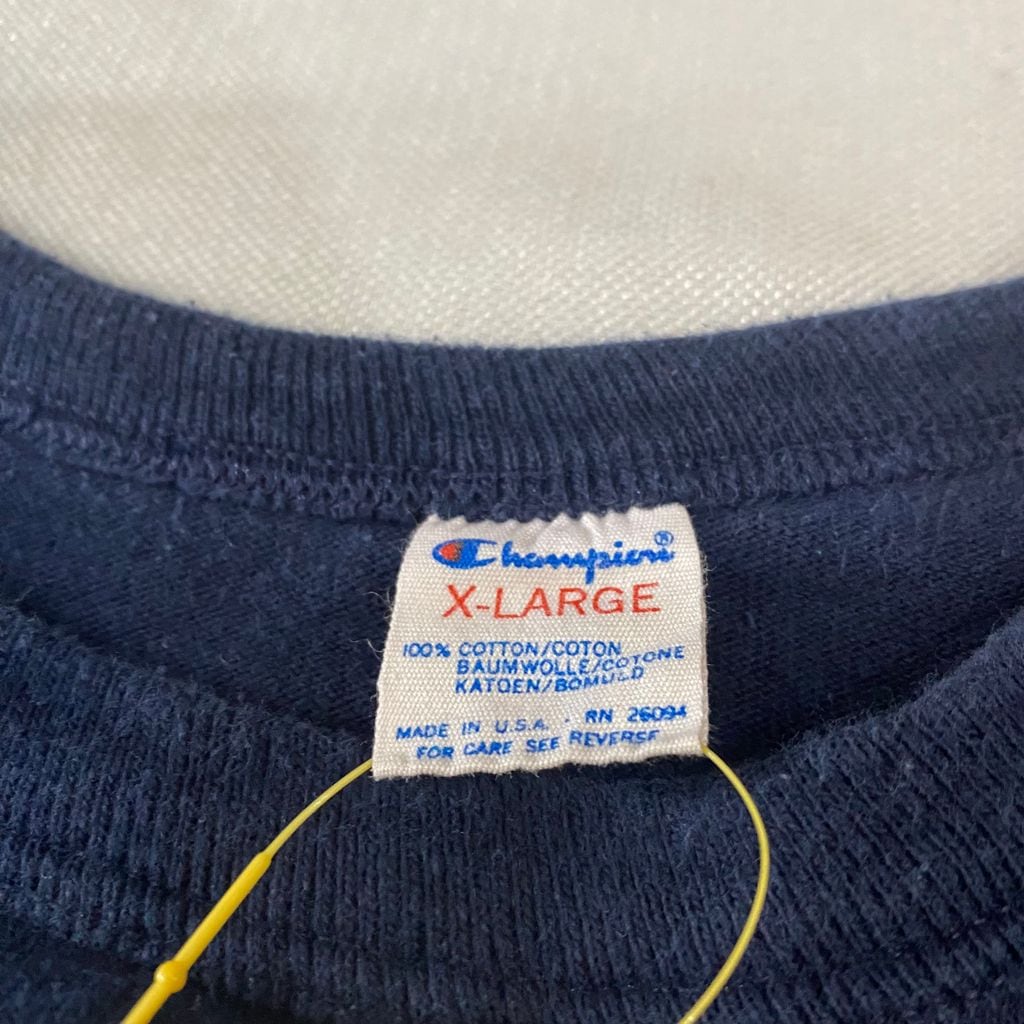 Champion®
X-LARGE
100% COTTON/COTON
BAUMWOLLE/COTONE
KATOEN/BOMULD
MADE IN U.S.A. · RN 26094
FOR CARE SEE REVERSE